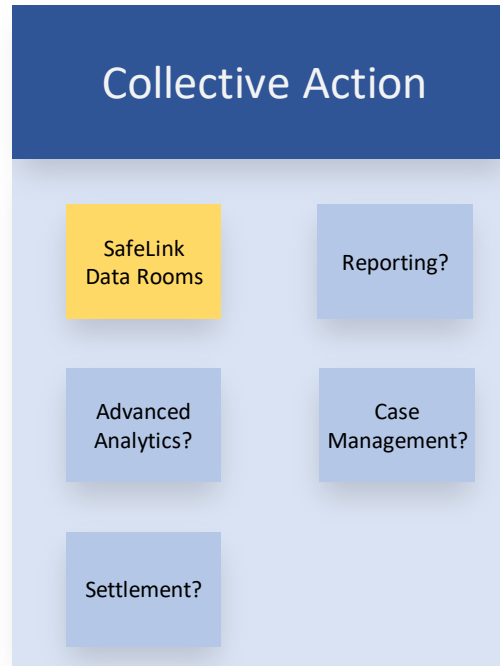 Collective Action
SafeLink
Data Rooms
Reporting?
Advanced
Analytics?
Case
Management?
Settlement?